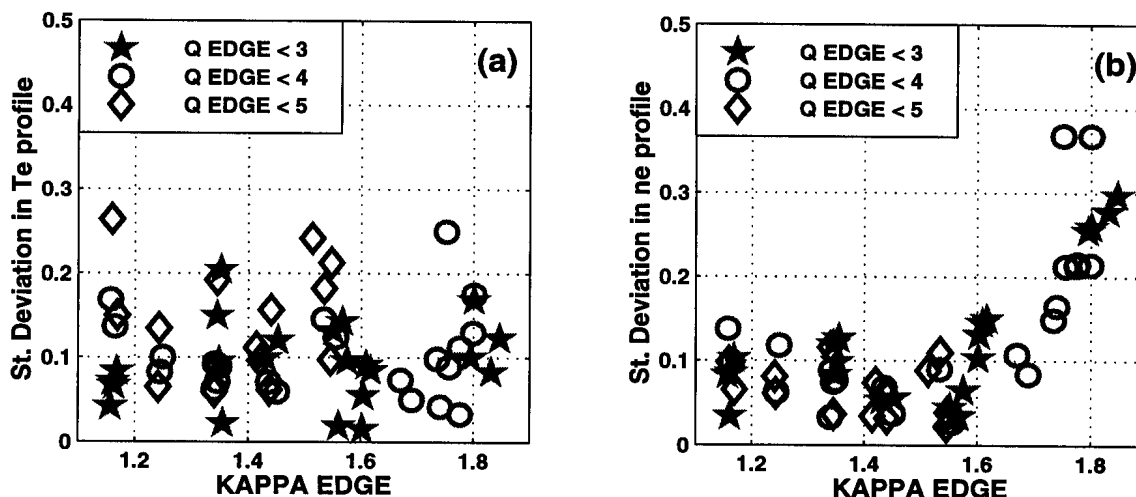 0.5
0.4
0.3
0.2
0.1
0
St. Deviation in Te profile
Q EDGE < 3
Q EDGE < 4
Q EDGE < 5
(a)
1.2
1.4
1.6
1.8
KAPPA EDGE
0.5
0.4
0.3
0.2
0.1
0
St. Deviation in ne profile
Q EDGE < 3
Q EDGE < 4
Q EDGE < 5
(b)
1.2
1.4
1.6
1.8
KAPPA EDGE